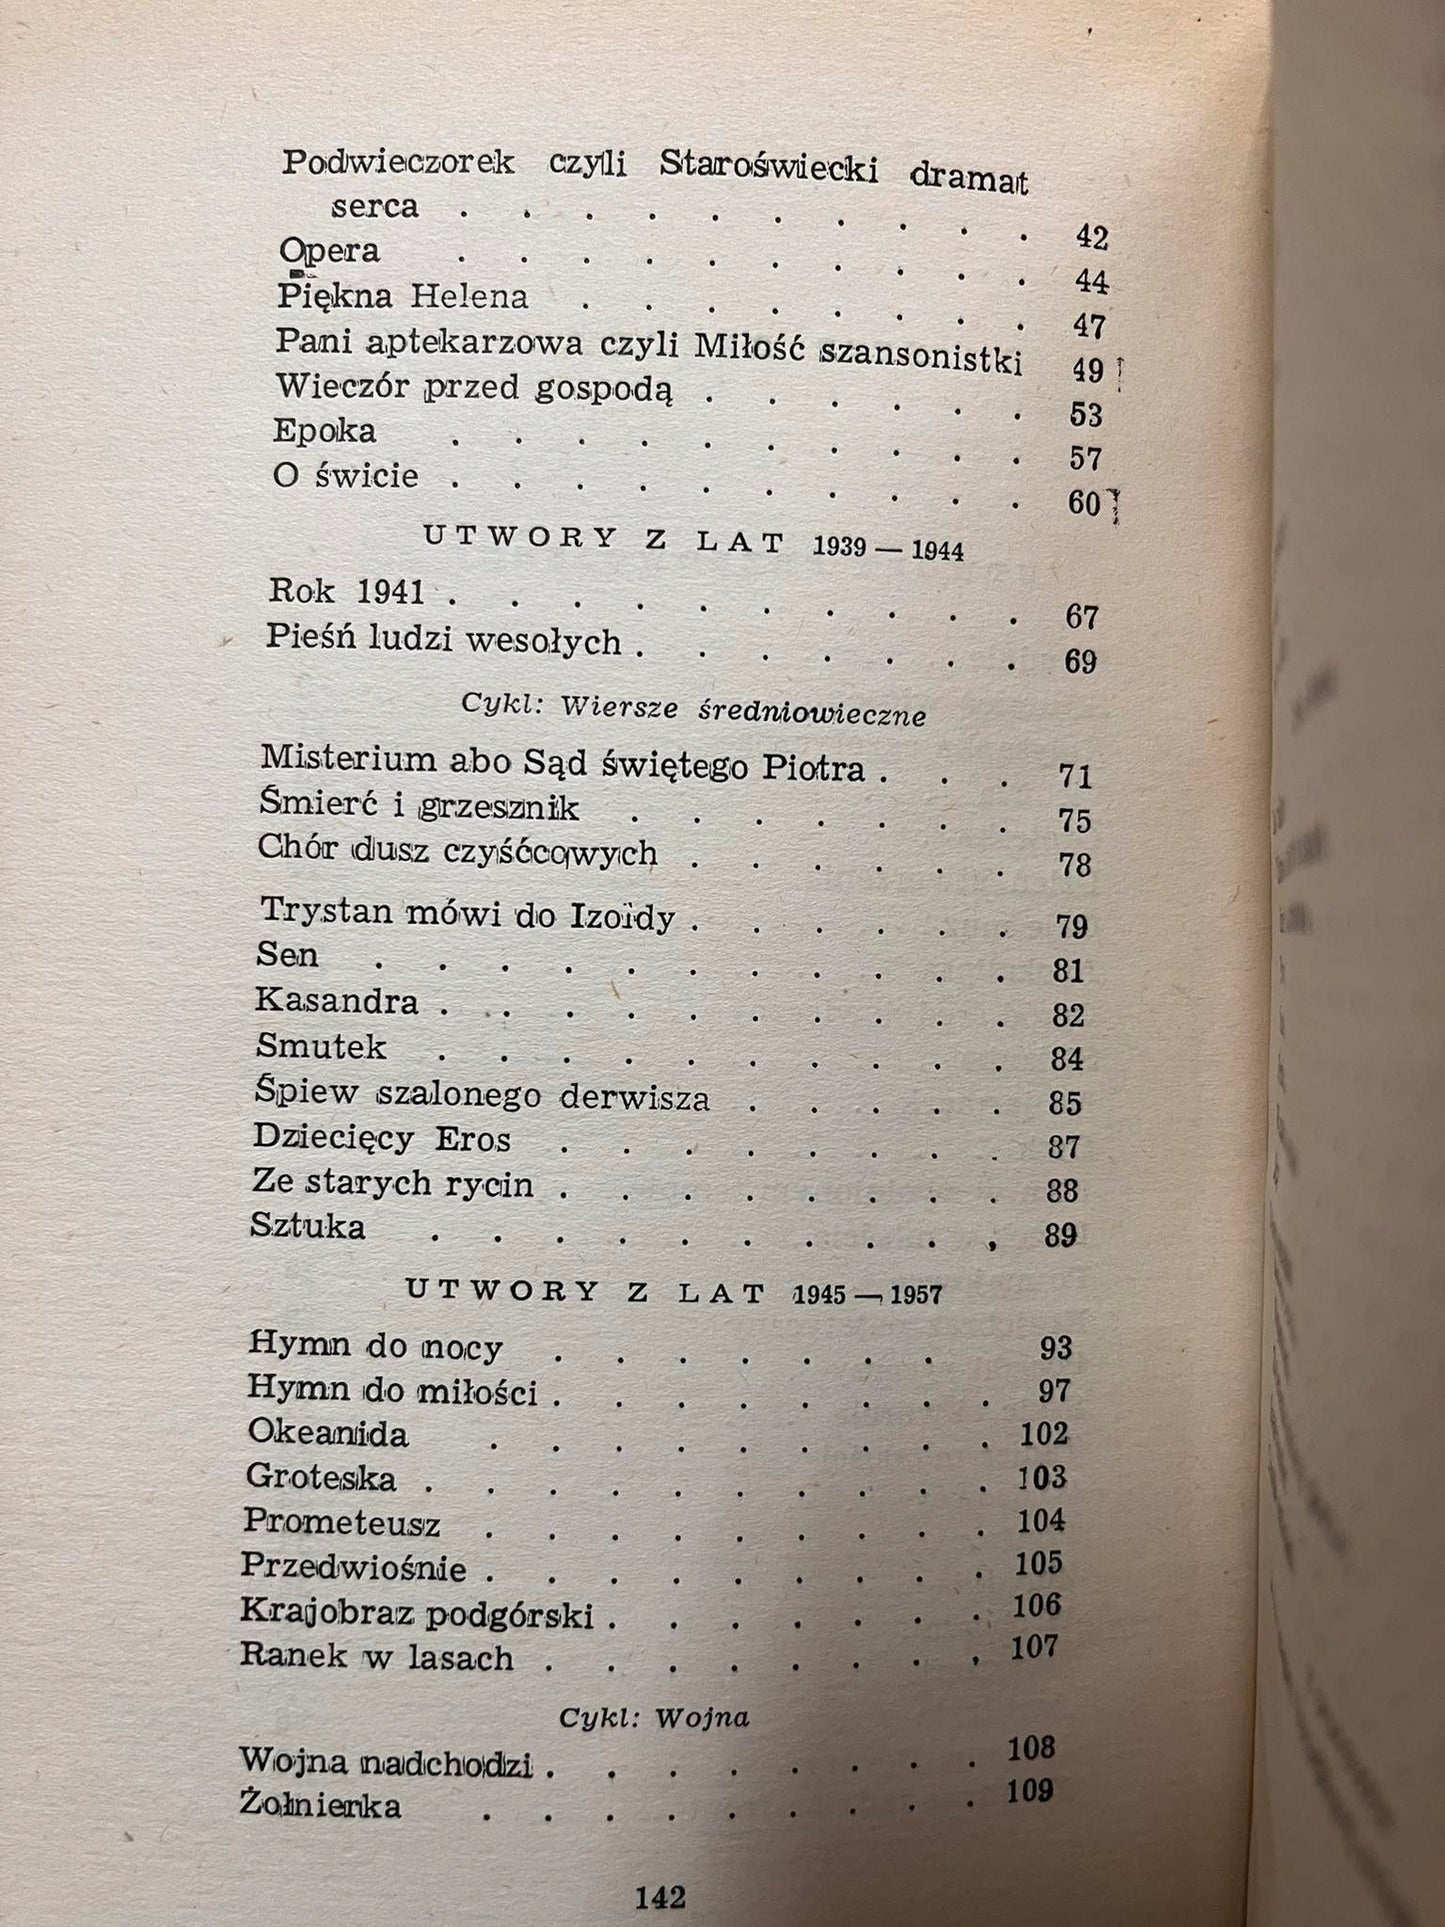 Podwieczorek czyli Staroświecki dramat
serca . . . . . . . . . . 42
Opera . . . . . . . . . . 44
Piękna Helena . . . . . . . . 47
Pani aptekarzowa czyli Miłość szansonistki 49
Wieczór przed gospodą . . . . . . 53
Epoka . . . . . . . . . . 57
O świcie . . . . . . . . . . 60
UTWORY Z LAT 1939 — 1944
Rok 1941 . . . . . . . . . . 67
Pieśń ludzi wesołych . . . . . . . 69
Cykl: Wiersze średniowieczne
Misterium abo Sąd świętego Piotra . . . 71
Śmierć i grzesznik . . . . . . . 75
Chór dusz czyśćcowych . . . . . . 78
Trystan mówi do Izoldy . . . . . . 79
Sen . . . . . . . . . . . 81
Kasandra . . . . . . . . . . 82
Smutek . . . . . . . . . . 84
Śpiew szalonego derwisza . . . . . 85
Dziecięcy Eros . . . . . . . . 87
Ze starych rycin . . . . . . . . 88
Sztuka . . . . . . . . . , 89
UTWORY Z LAT 1945 — 1957
Hymn do nocy . . . . . . . 93
Hymn do miłości . . . . . . . . 97
Okeanida . . . . . . . . . 102
Groteska . . . . . . . . . . 103
Prometeusz . . . . . . . . . 104
Przedwiośnie . . . . . . . . . 105
Krajobraz podgórski . . . . . . . 106
Ranek w lasach . . . . . . . , 107
Cykl: Wojna
Wojna nadchodzi . . . . . . . . 108
Żołnierka . . . . . . . . . 109
142